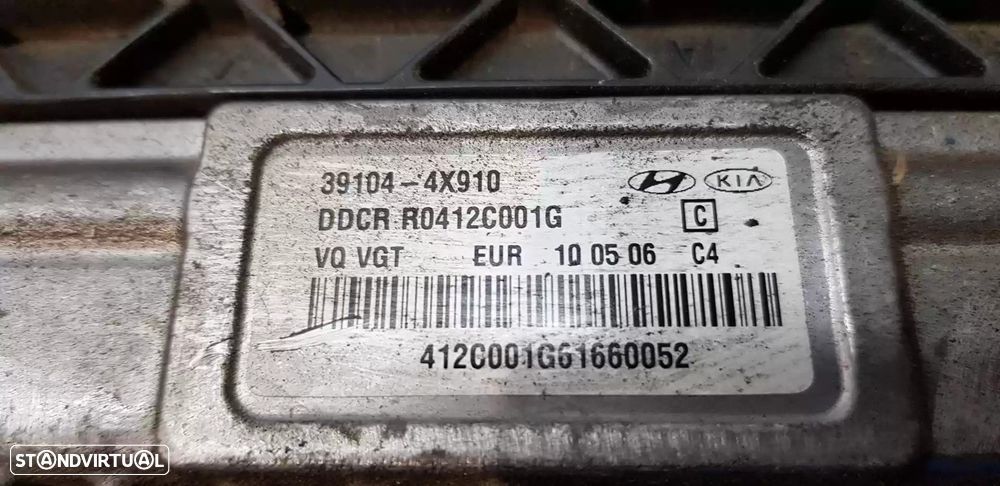 39104-4X910
KIA
DDCR R0412C001G
C
VQ VGT EUR 10 05 06 C4
412C001G61660052
STANDVIRTUAL